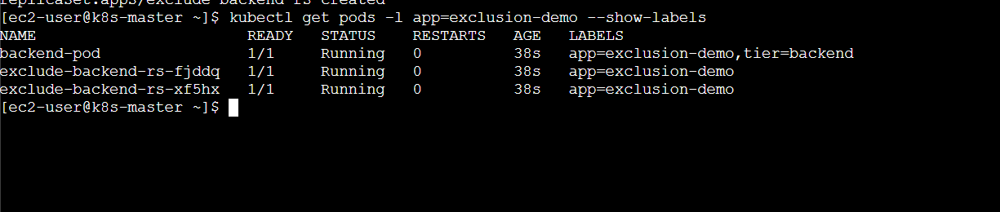 replicaset.apps/exclude-backend-rs created
[ec2-user@k8s-master ~]$ kubectl get pods -l app=exclusion-demo --show-labels
NAME                       READY   STATUS    RESTARTS   AGE   LABELS
backend-pod                1/1     Running   0          38s   app=exclusion-demo,tier=backend
exclude-backend-rs-fjddq   1/1     Running   0          38s   app=exclusion-demo
exclude-backend-rs-xf5hx   1/1     Running   0          38s   app=exclusion-demo
[ec2-user@k8s-master ~]$